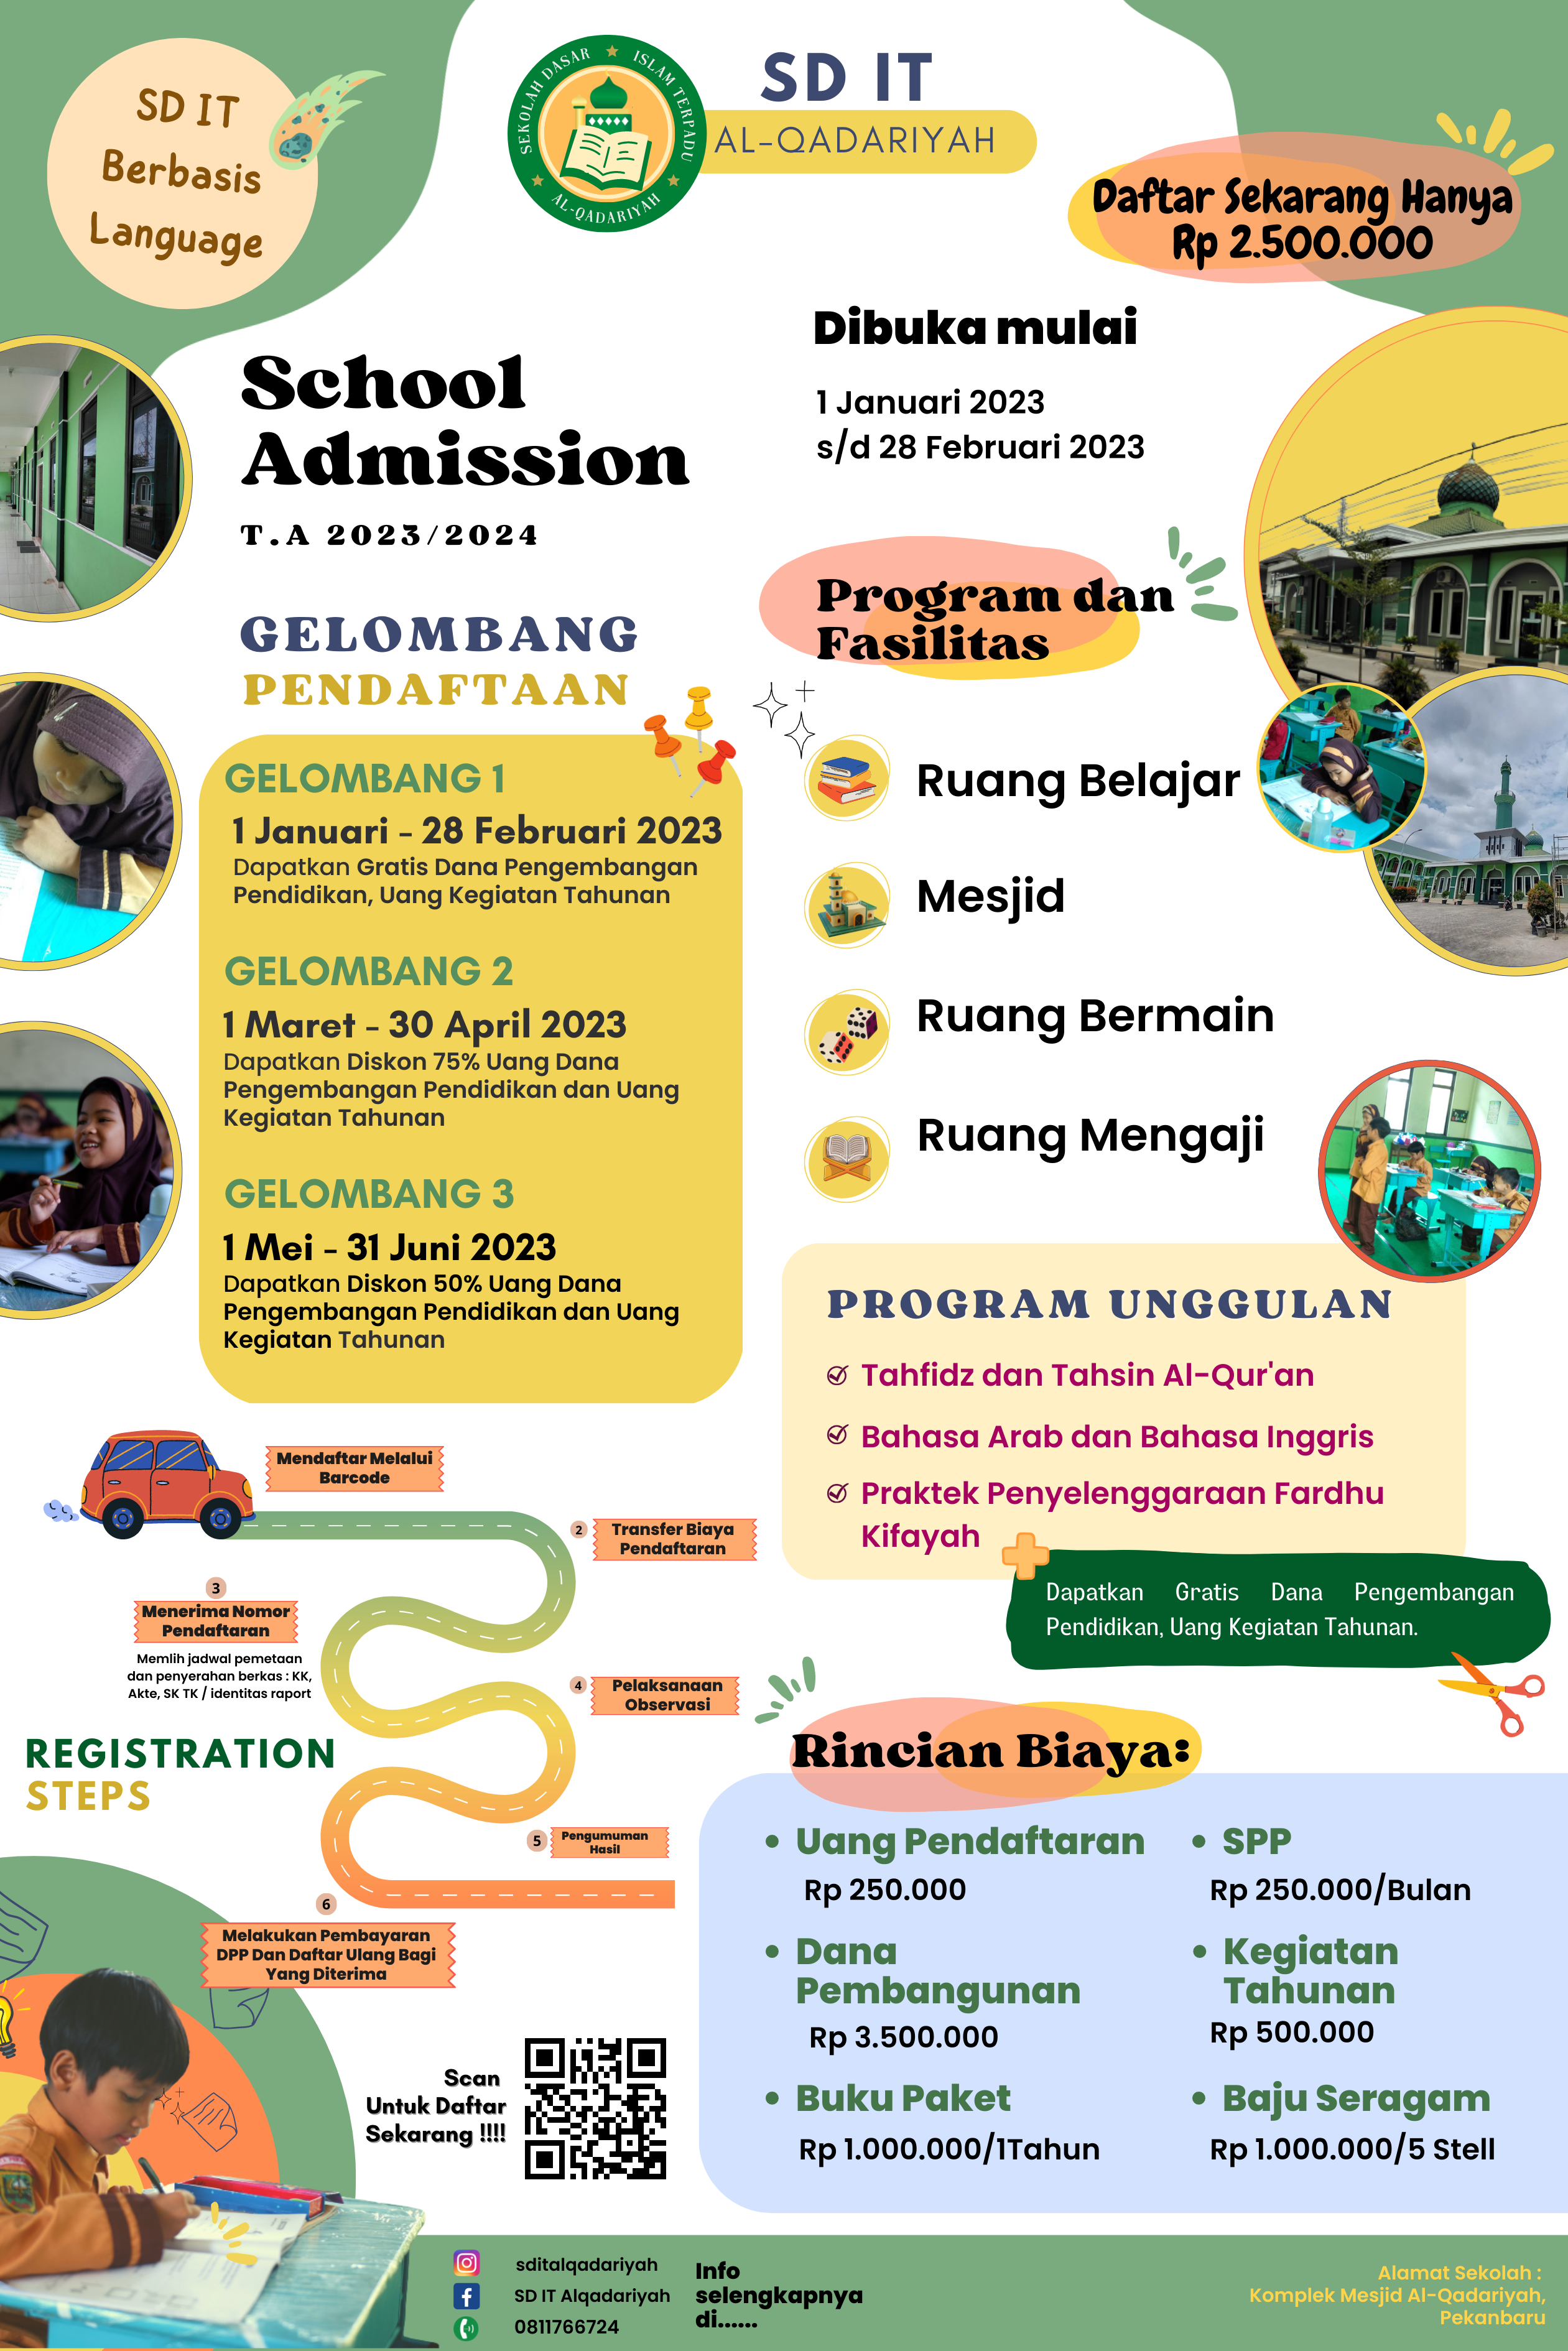 SD IT
Berbasis
Language
SEKOLAH DASAR ISLAM TERPADU
AL-QADARIYAH
SD IT
AL-QADARIYAH
Daftar Sekarang Hanya
Rp 2.500.000
School
Admission
T.A 2023/2024
Dibuka mulai
1 Januari 2023
s/d 28 Februari 2023
GELOMBANG
PENDAFTAAN
GELOMBANG 1
1 Januari - 28 Februari 2023
Dapatkan Gratis Dana Pengembangan
Pendidikan, Uang Kegiatan Tahunan
GELOMBANG 2
1 Maret - 30 April 2023
Dapatkan Diskon 75% Uang Dana
Pengembangan Pendidikan dan Uang
Kegiatan Tahunan
GELOMBANG 3
1 Mei - 31 Juni 2023
Dapatkan Diskon 50% Uang Dana
Pengembangan Pendidikan dan Uang
Kegiatan Tahunan
Program dan
Fasilitas
Ruang Belajar
Mesjid
Ruang Bermain
Ruang Mengaji
PROGRAM UNGGULAN
Tahfidz dan Tahsin Al-Qur'an
Bahasa Arab dan Bahasa Inggris
Praktek Penyelenggaraan Fardhu
Kifayah
Dapatkan Gratis Dana Pengembangan
Pendidikan, Uang Kegiatan Tahunan.
Mendaftar Melalui
Barcode
2
Transfer Biaya
Pendaftaran
3
Menerima Nomor
Pendaftaran
Memlih jadwal pemetaan
dan penyerahan berkas : KK,
Akte, SK TK / identitas raport
4
Pelaksanaan
Observasi
REGISTRATION
STEPS
5
Pengumuman
Hasil
6
Melakukan Pembayaran
DPP Dan Daftar Ulang Bagi
Yang Diterima
Scan
Untuk Daftar
Sekarang !!!!
Rincian Biaya:
• Uang Pendaftaran
Rp 250.000
• Dana
Pembangunan
Rp 3.500.000
• Buku Paket
Rp 1.000.000/1Tahun
• SPP
Rp 250.000/Bulan
• Kegiatan
Tahunan
Rp 500.000
• Baju Seragam
Rp 1.000.000/5 Stell
sditalqadariyah
SD IT Alqadariyah
0811766724
Info
selengkapnya
di......
Alamat Sekolah :
Komplek Mesjid Al-Qadariyah,
Pekanbaru